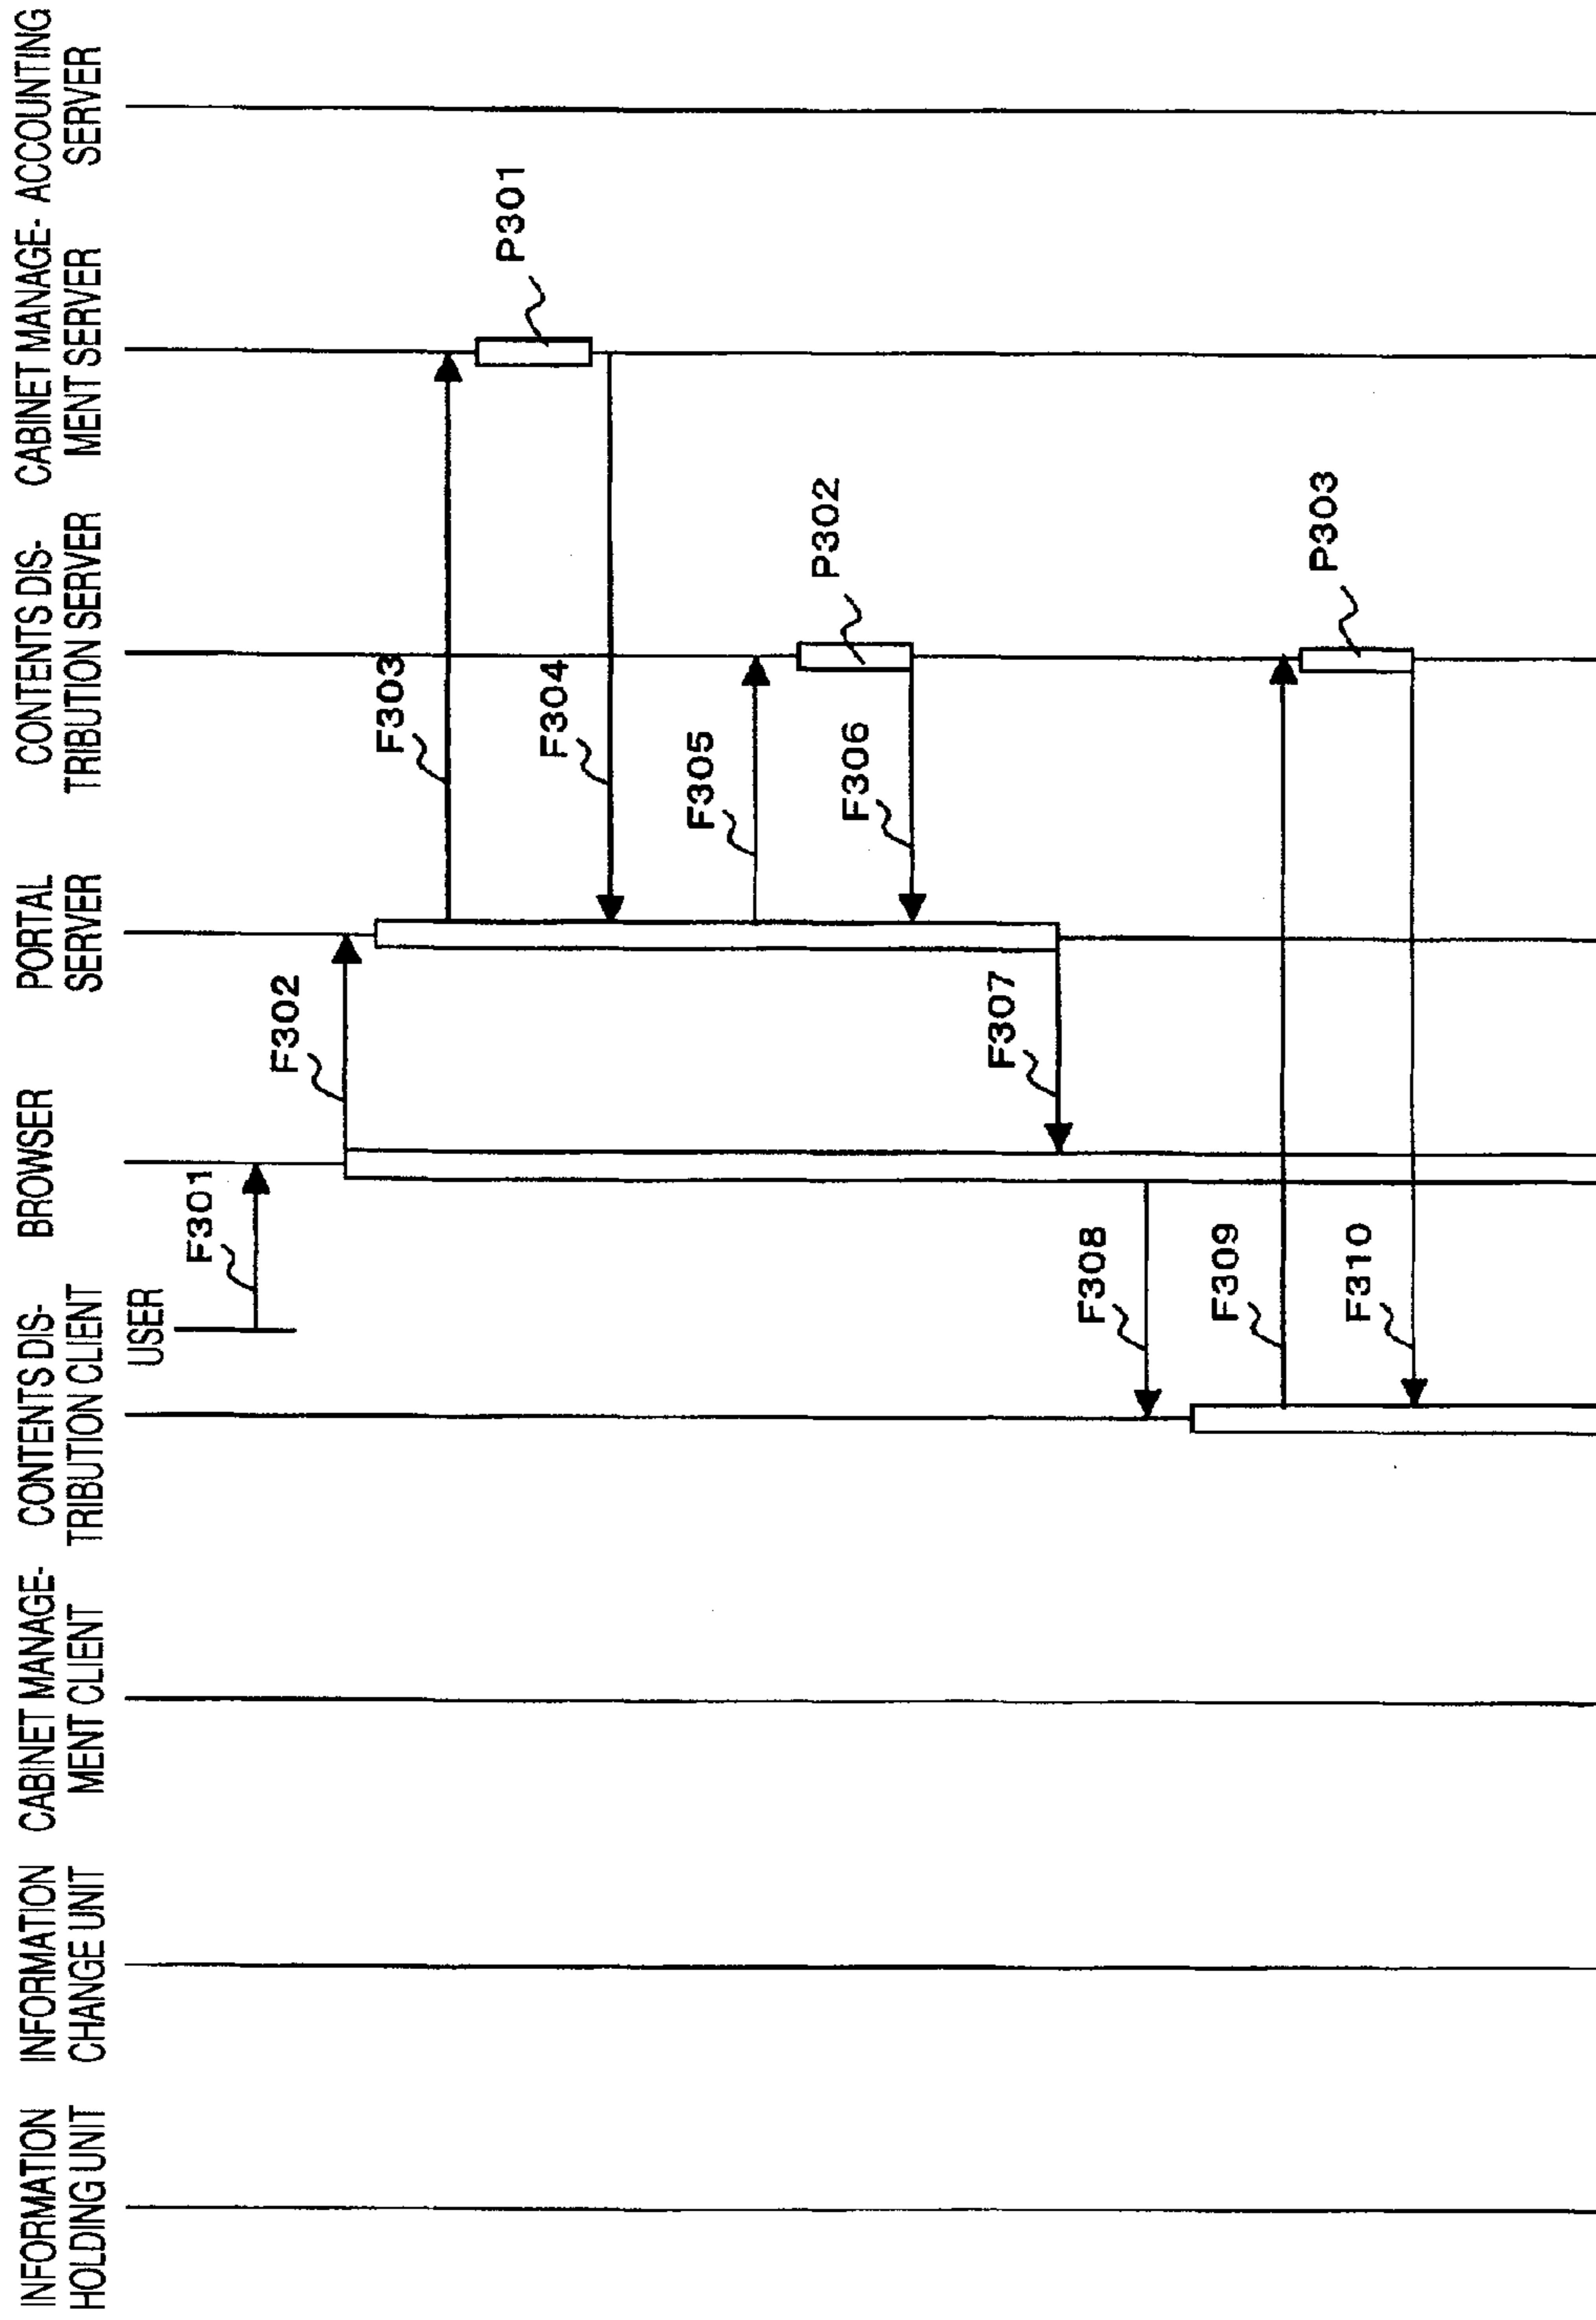 INFORMATION
HOLDING UNIT
INFORMATION
CHANGE UNIT
CABINET MANAGE-
MENT CLIENT
CONTENTS DIS-
TRIBUTION CLIENT
BROWSER
PORTAL
SERVER
CONTENTS DIS-
TRIBUTION SERVER
CABINET MANAGE-
MENT SERVER
ACCOUNTING
SERVER
USER
F301
F302
F303
P301
F304
F305
P302
F306
F307
F308
F309
P303
F310